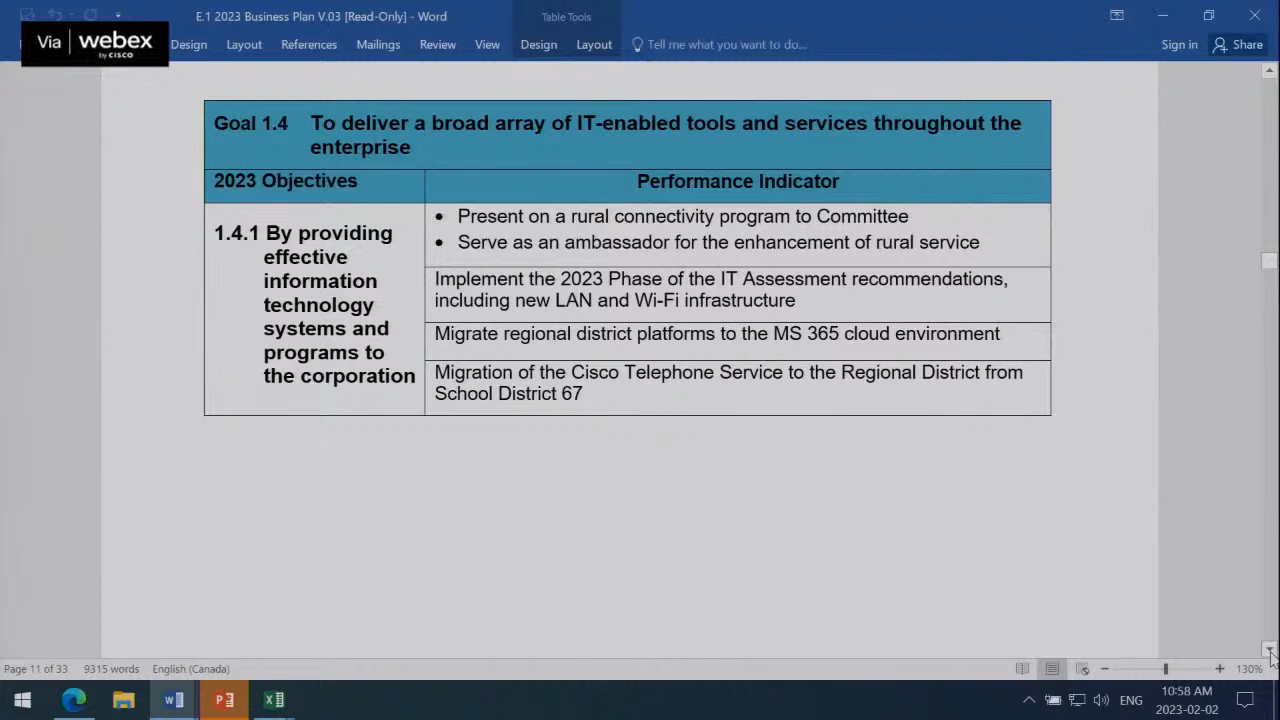 E.1 2023 Business Plan V.03 [Read-Only] - Word
Table Tools
Via | webex
by CISCO
Design Layout References Mailings Review View Design Layout Tell me what you want to do... Sign in Share
Goal 1.4 To deliver a broad array of IT-enabled tools and services throughout the
enterprise
2023 Objectives Performance Indicator
1.4.1 By providing
effective
information
technology
systems and
programs to
the corporation
• Present on a rural connectivity program to Committee
• Serve as an ambassador for the enhancement of rural service
Implement the 2023 Phase of the IT Assessment recommendations,
including new LAN and Wi-Fi infrastructure
Migrate regional district platforms to the MS 365 cloud environment
Migration of the Cisco Telephone Service to the Regional District from
School District 67
Page 11 of 33 9315 words English (Canada) 130%
ENG
10:58 AM
2023-02-02